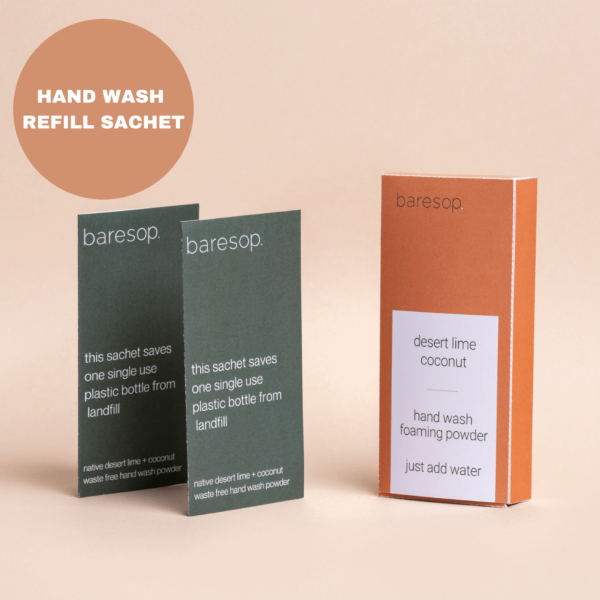 HAND WASH
REFILL SACHET
baresop.
this sachet saves
one single use
plastic bottle from
landfill
native desert lime + coconut
waste free hand wash powder
baresop.
this sachet saves
one single use
plastic bottle from
landfill
native desert lime + coconut
waste free hand wash powder
baresop.
desert lime
coconut
hand wash
foaming powder
just add water